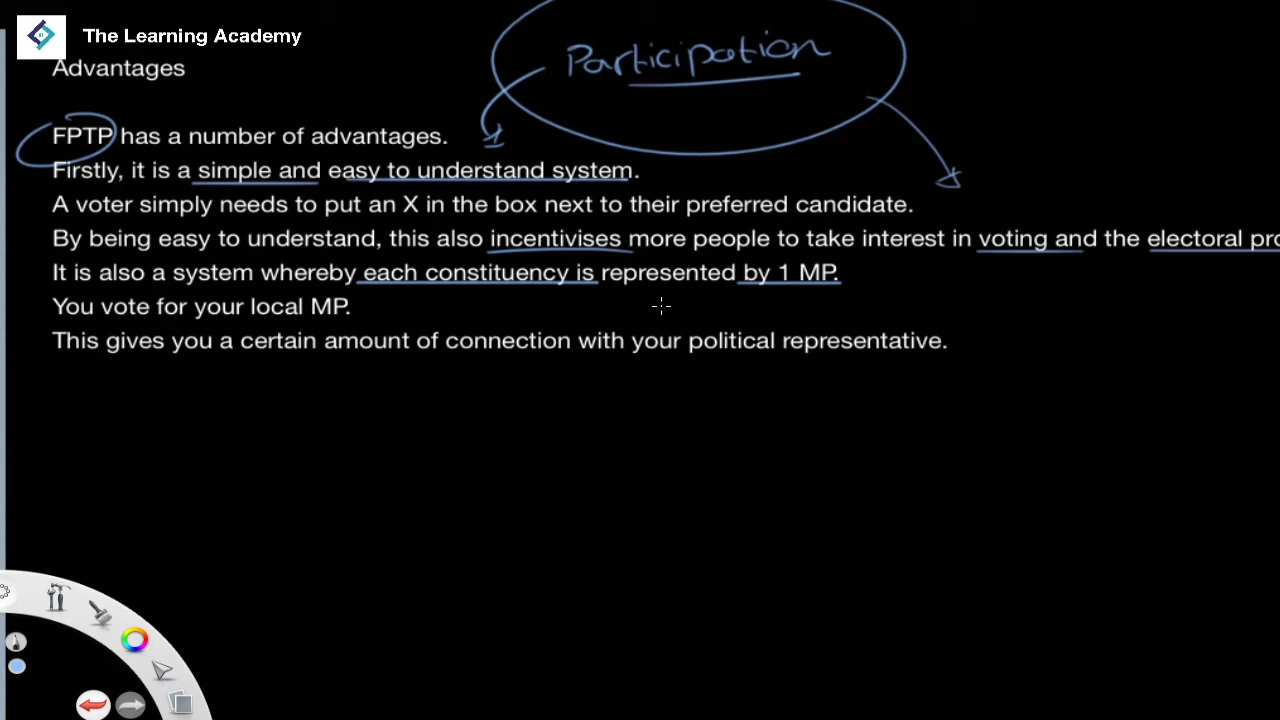 The Learning Academy
Participation
Advantages
FPTP has a number of advantages.
Firstly, it is a simple and easy to understand system.
A voter simply needs to put an X in the box next to their preferred candidate.
By being easy to understand, this also incentivises more people to take interest in voting and the electoral pro
It is also a system whereby each constituency is represented by 1 MP.
You vote for your local MP.
This gives you a certain amount of connection with your political representative.